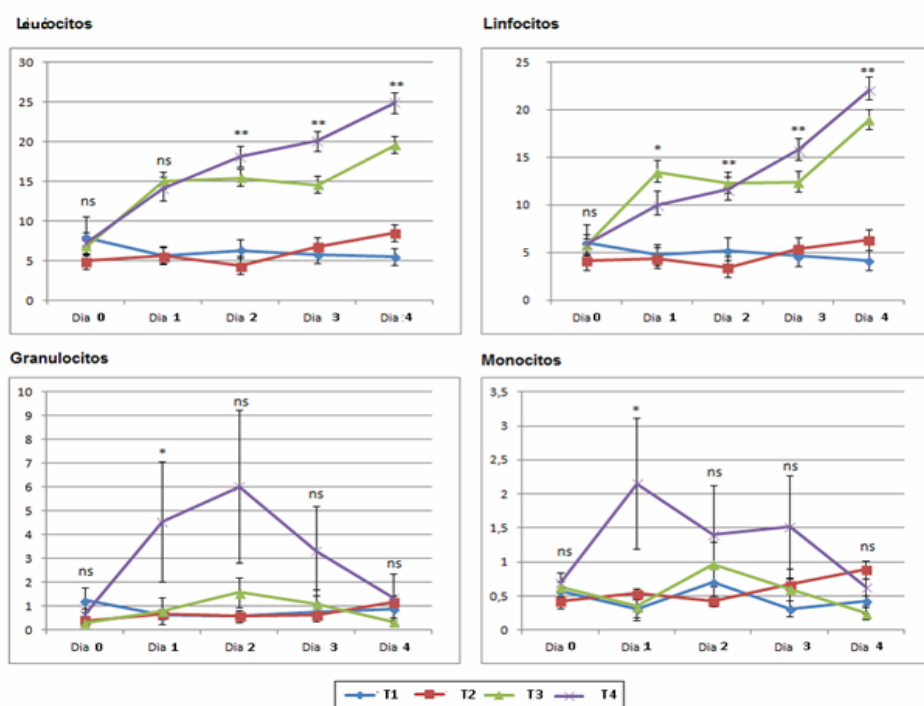 Linfocitos
30
25
20
15
10
5
0
ns
ns
**
**
**
Dia 0
Dia 1
Dia 2
Dia 3
Dia 4
25
20
15
10
5
0
ns
*
**
**
**
Dia 0
Dia 1
Dia 2
Dia 3
Dia 4
Granulocitos
10
9
8
7
6
5
4
3
2
1
0
ns
*
ns
ns
ns
Dia 0
Dia 1
Dia 2
Dia 3
Dia 4
Monocitos
3,5
3
2,5
2
1,5
1
0,5
0
ns
*
ns
ns
ns
Dia 0
Dia 1
Dia 2
Dia 3
Dia 4
T1 T2 T3 T4